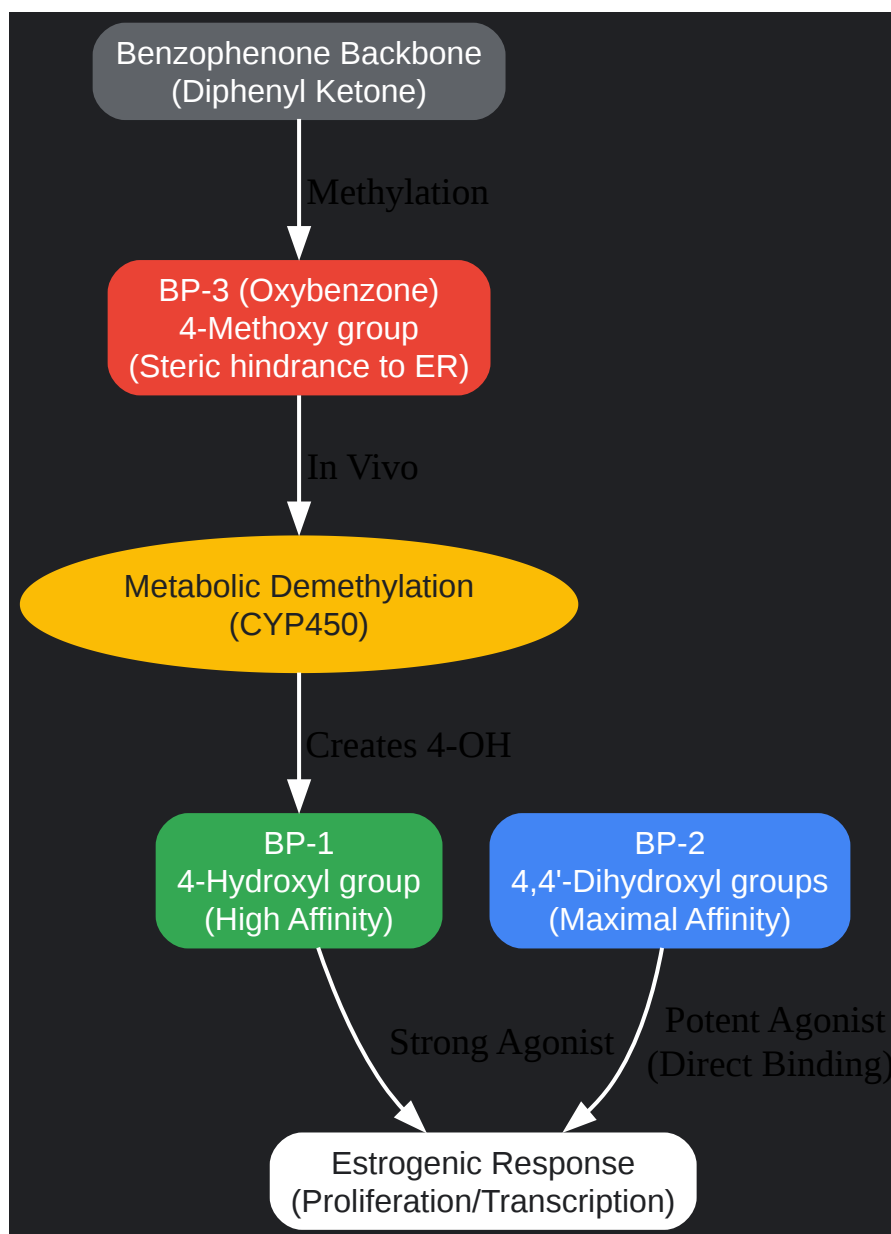 Benzophenone Backbone
(Diphenyl Ketone)
Methylation
BP-3 (Oxybenzone)
4-Methoxy group
(Steric hindrance to ER)
In Vivo
Metabolic Demethylation
(CYP450)
Creates 4-OH
BP-1
4-Hydroxyl group
(High Affinity)
BP-2
4,4'-Dihydroxyl groups
(Maximal Affinity)
Strong Agonist
Potent Agonist
(Direct Binding)
Estrogenic Response
(Proliferation/Transcription)